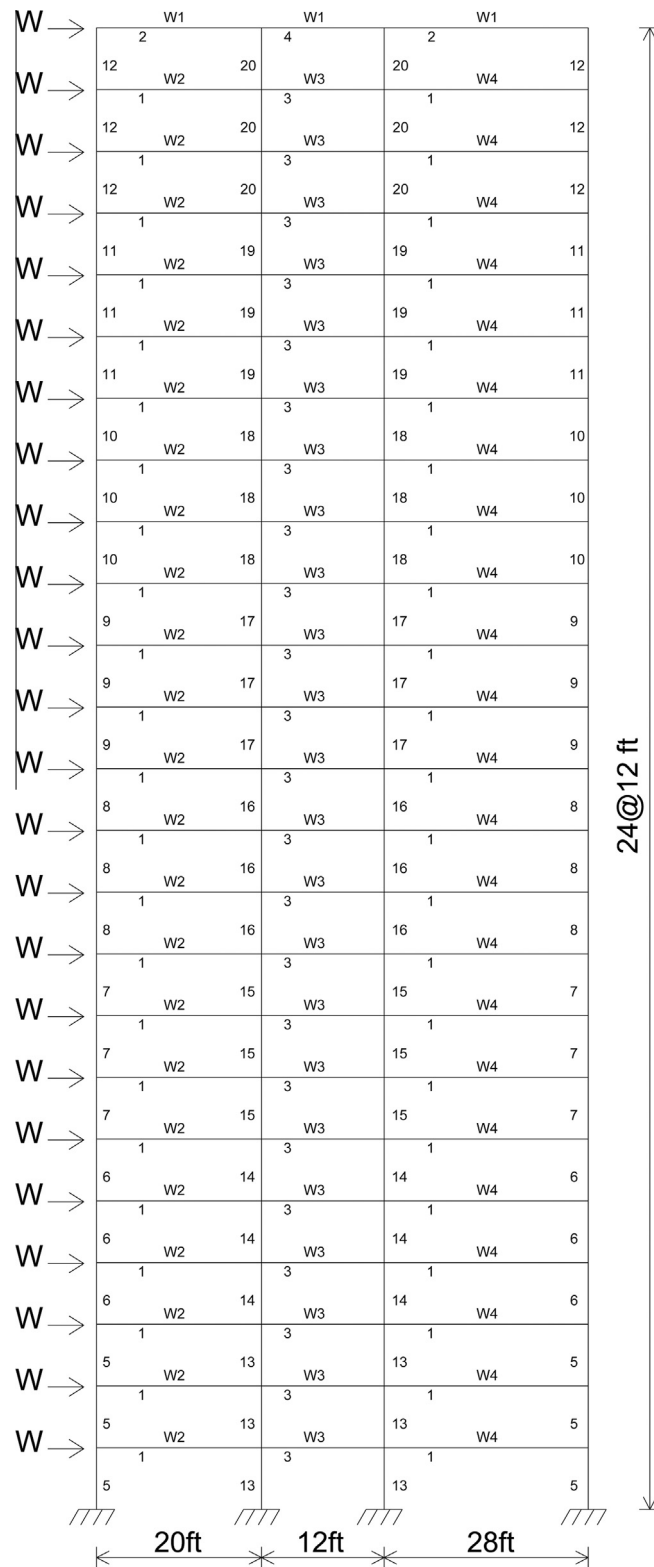 W W1 W1 W1
2 4 2
12 20 20 12
W W2 W3 W4
1 3 1
12 20 20 12
W W2 W3 W4
1 3 1
12 20 20 12
W W2 W3 W4
1 3 1
11 19 19 11
W W2 W3 W4
1 3 1
11 19 19 11
W W2 W3 W4
1 3 1
11 19 19 11
W W2 W3 W4
1 3 1
10 18 18 10
W W2 W3 W4
1 3 1
10 18 18 10
W W2 W3 W4
1 3 1
10 18 18 10
W W2 W3 W4
1 3 1
9 17 17 9
W W2 W3 W4
1 3 1
9 17 17 9
W W2 W3 W4
1 3 1
9 17 17 9
W W2 W3 W4
1 3 1
8 16 16 8
W W2 W3 W4
1 3 1
8 16 16 8
W W2 W3 W4
1 3 1
8 16 16 8
W W2 W3 W4
1 3 1
7 15 15 7
W W2 W3 W4
1 3 1
7 15 15 7
W W2 W3 W4
1 3 1
7 15 15 7
W W2 W3 W4
1 3 1
6 14 14 6
W W2 W3 W4
1 3 1
6 14 14 6
W W2 W3 W4
1 3 1
6 14 14 6
W W2 W3 W4
1 3 1
5 13 13 5
W W2 W3 W4
1 3 1
5 13 13 5
W W2 W3 W4
1 3 1
5 13 13 5
20ft 12ft 28ft
24@12 ft